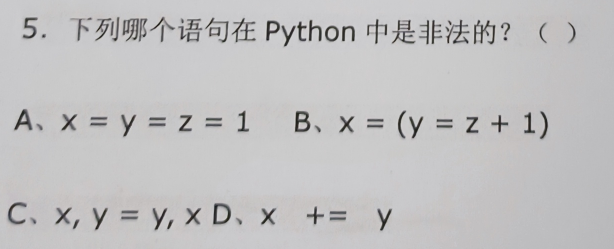 5. 下列哪个语句在 Python 中是非法的？（ ）
A、x = y = z = 1 B、x = (y = z + 1)
C、x, y = y, x D、x += y